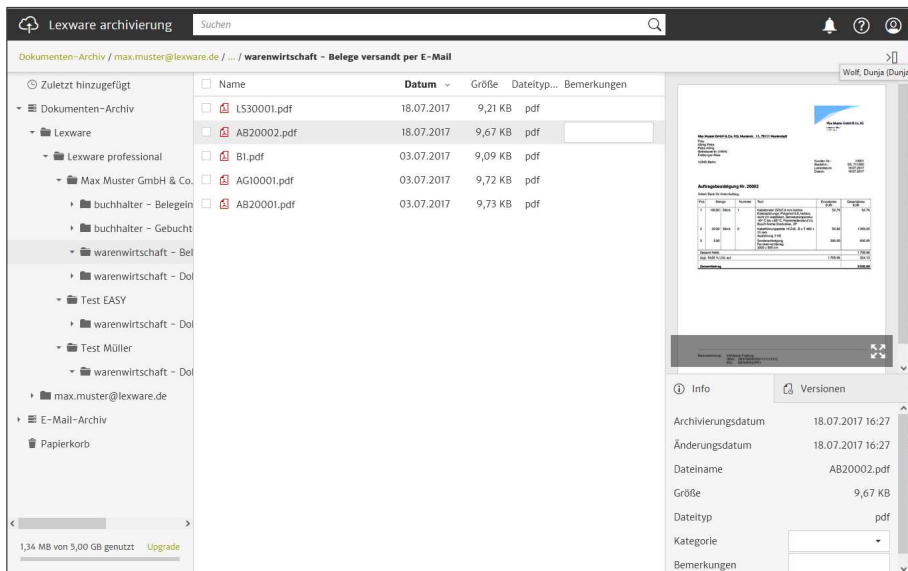 Lexware archivierung
Suchen
Dokumenten-Archiv / max.muster@lexware.de / ... / warenwirtschaft - Belege versandt per E-Mail
Wolf, Dunja (Dunja
Zuletzt hinzugefügt
Dokumenten-Archiv
Lexware
Lexware professional
Max Muster GmbH & Co.
buchhalter - Belegein
buchhalter - Gebucht
warenwirtschaft - Bel
warenwirtschaft - Dol
Test EASY
warenwirtschaft - Dol
Test Müller
warenwirtschaft - Dol
max.muster@lexware.de
E-Mail-Archiv
Papierkorb
1,34 MB von 5,00 GB genutzt Upgrade
Name Datum Größe Dateityp... Bemerkungen
LS30001.pdf 18.07.2017 9,21 KB pdf
AB20002.pdf 18.07.2017 9,67 KB pdf
B1.pdf 03.07.2017 9,09 KB pdf
AG10001.pdf 03.07.2017 9,72 KB pdf
AB20001.pdf 03.07.2017 9,73 KB pdf
Auftragsbestätigung Nr. 20002
Info Versionen
Archivierungsdatum 18.07.2017 16:27
Änderungsdatum 18.07.2017 16:27
Dateiname AB20002.pdf
Größe 9,67 KB
Dateityp pdf
Kategorie
Bemerkungen